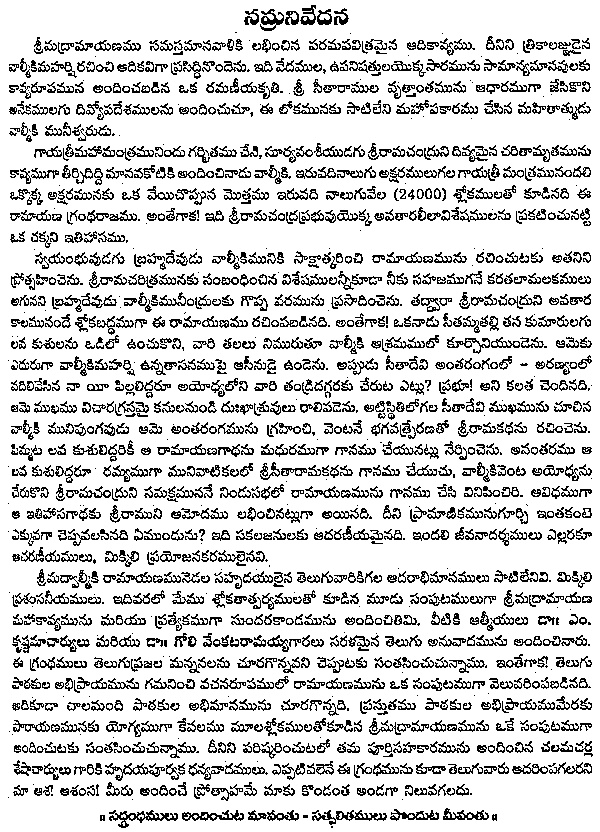 నమ్రనివేదన
శ్రీమద్రామాయణము సమస్తమానవాళికి లభించిన పరమపవిత్రమైన ఆదికావ్యము. దీనిని త్రికాలజ్ఞుడైన
వాల్మీకిమహర్షి రచించి ఆదికవిగా ప్రసిద్ధినొందెను. ఇది వేదముల, ఉపనిషత్తులయొక్క సారమును సామాన్యమానవులకు
కావ్యరూపమున అందించబడిన ఒక రమణీయకృతి. శ్రీ సీతారాముల వృత్తాంతమును ఆధారముగా జేసికొని
అనేకములగు దివ్యోపదేశములను అందించుచూ, ఈ లోకమునకు సాటిలేని మహోపకారము చేసిన మహితాత్ముడు
వాల్మీకి మునీశ్వరుడు.
గాయత్రీమహామంత్రమునిండు గర్భితము చేసి, సూర్యవంశీయుడగు శ్రీరామచంద్రుని దివ్యమైన చరితామృతమును
కావ్యముగా తీర్చిదిద్ది మానవకోటికి అందించినాడు వాల్మీకి. ఇరువదినాలుగు అక్షరములుగల గాయత్రీ మంత్రమునందలి
ఒక్కొక్క అక్షరమునకు ఒక వేయిచొప్పున మొత్తము ఇరువది నాలుగువేల (24000) శ్లోకములతో కూడినది ఈ
రామాయణ గ్రంథరాజము. అంతేగాక! ఇది శ్రీరామచంద్రప్రభువుయొక్క అవతారలీలావిశేషములను ప్రకటించునట్టి
ఒక చక్కని ఇతిహాసము.
స్వయంభువుడగు బ్రహ్మదేవుడు వాల్మీకిమునికి సాక్షాత్కరించి రామాయణమును రచించుటకు అతనిని
ప్రోత్సహించెను. శ్రీరామచరిత్రమునకు సంబంధించిన విశేషములన్నీకూడా నీకు సహజముగనే కరతలామలకములు
అగునని బ్రహ్మదేవుడు వాల్మీకిమునీంద్రులకు గొప్ప వరమును ప్రసాదించెను. తద్ద్వారా శ్రీరామచంద్రుని అవతార
కాలమునందే శ్లోకబద్ధముగా ఈ రామాయణము రచింపబడినది. అంతేగాక! ఒకనాడు సీతమ్మతల్లి తన కుమారులగు
లవ కుశులను ఒడిలో ఉంచుకొని, వారి తలలు నిమురుతూ వాల్మీకి ఆశ్రమములో కూర్చొనియుండెను. ఆమెకు
ఎదురుగా వాల్మీకిమహర్షి ఉన్నతాసనముపై ఆసీనుడై ఉండెను. అప్పుడు సీతాదేవి అంతరంగంలో - అరణ్యంలో
వదిలివేసిన నా యీ పిల్లలిద్దరూ అయోధ్యలోని వారి తండ్రిదగ్గరకు చేరుట ఎట్లు? ప్రభూ! అని కలత చెందినది.
ఆమె ముఖము విచారగ్రస్తమై కనులనుండి దుఃఖాశ్రువులు రాలిపడెను. అట్టిస్థితిలోగల సీతాదేవి ముఖమును చూచిన
వాల్మీకి మునిపుంగవుడు ఆమె అంతరంగమును గ్రహించి, వెంటనే భగవత్ప్రేరణతో శ్రీరామకథను రచించెను.
పిమ్మట లవ కుశులిద్దరికీ ఆ రామాయణగాథను మధురముగా గానము చేయునట్లు నేర్పించెను. అనంతరము ఆ
లవ కుశులిద్దరూ రమ్యముగా మునివాటికలలో శ్రీసీతారామకథను గానము చేయుచు, వాల్మీకివెంట అయోధ్యను
చేరుకొని శ్రీరామచంద్రుని సమక్షముననే నిండుసభలో రామాయణమును గానము చేసి వినిపించిరి. ఆవిధముగా
ఆ ఇతిహాసగాథకు శ్రీరాముని ఆమోదము లభించినట్లుగా అయినది. దీని ప్రామాణికమునుగూర్చి ఇంతకంటె
ఎక్కువగా చెప్పవలసినది ఏముండును? ఇది సకలజనులకు ఆదరణీయమైనది. ఇందలి జీవనాదర్శములు ఎల్లరకూ
ఆచరణీయములు, మిక్కిలి ప్రయోజనకరములైనవి.
శ్రీమద్వాల్మీకి రామాయణమునెడల సహృదయులైన తెలుగువారికిగల ఆదరాభిమానములు సాటిలేనివి. మిక్కిలి
ప్రశంసనీయములు. ఇదివరలో మేము శ్లోకతాత్పర్యములతో కూడిన మూడు సంపుటములుగా శ్రీమద్రామాయణ
మహాకావ్యమును మరియు ప్రత్యేకముగా సుందరకాండమును అందించితిమి. వీటికి ఆత్మీయులు డా॥ ఎం.
కృష్ణమాచార్యులు మరియు డా॥ గోలి వేంకటరామయ్యగారలు సరళమైన తెలుగు అనువాదమును అందించినారు.
ఈ గ్రంథములు తెలుగుప్రజల మన్ననలను చూరగొన్నవని చెప్పుటకు సంతసించుచున్నాము. ఇంతేగాక! తెలుగు
పాఠకుల అభిప్రాయమును గమనించి వచనరూపములో రామాయణమును ఒక సంపుటముగా వెలువరింపబడినది.
అదికూడా చాలమంది పాఠకుల అభిమానమును చూరగొన్నది. ప్రస్తుతము పాఠకుల అభిప్రాయముమేరకు
పారాయణమునకు యోగ్యముగా కేవలము మూలశ్లోకములతోకూడిన శ్రీమద్రామాయణమును ఒకే సంపుటముగా
అందించుటకు సంతసించుచున్నాము. దీనిని పరిష్కరించుటలో తమ పూర్తిసహకారమును అందించిన చలమచర్ల
శేషాచార్యులు గారికి హృదయపూర్వక ధన్యవాదములు. ఎప్పటివలెనే ఈ గ్రంథమును కూడా తెలుగువారు ఆదరింపగలరని
మా ఆశ! ఆశంస! మీరు అందించే ప్రోత్సాహమే మాకు కొండంత అండగా నిలువగలదు.
॥ సద్గ్రంథములు అందించుట మావంతు - సత్ఫలితములు పొందుట మీవంతు ॥